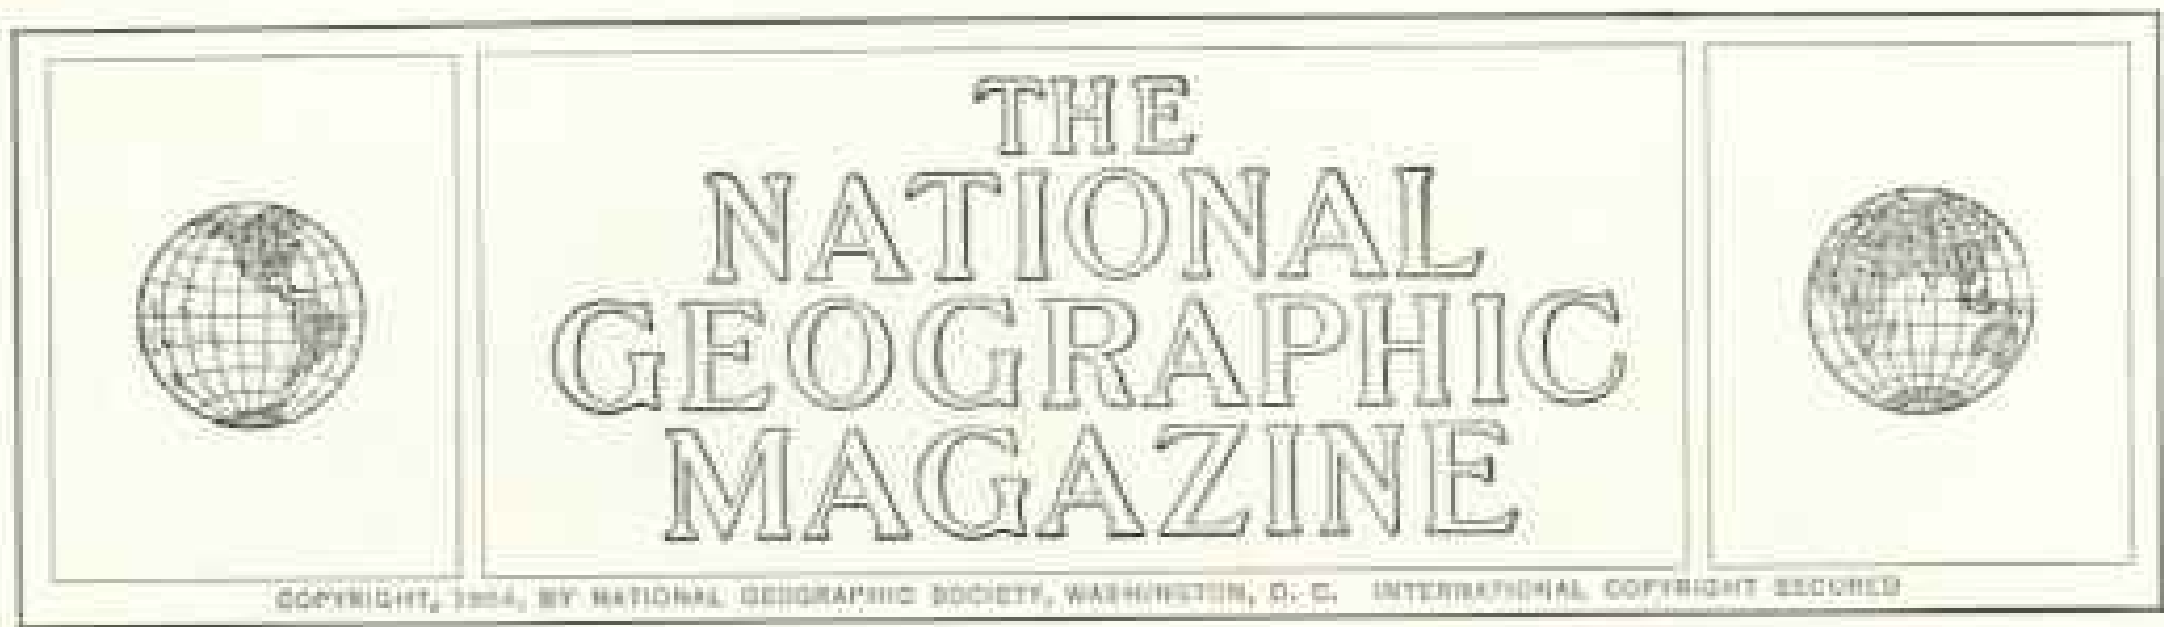 THE
NATIONAL
GEOGRAPHIC
MAGAZINE
COPYRIGHT, BY NATIONAL GEOGRAPHIC SOCIETY, WASHINGTON, D. C. INTERNATIONAL COPYRIGHT SECURED